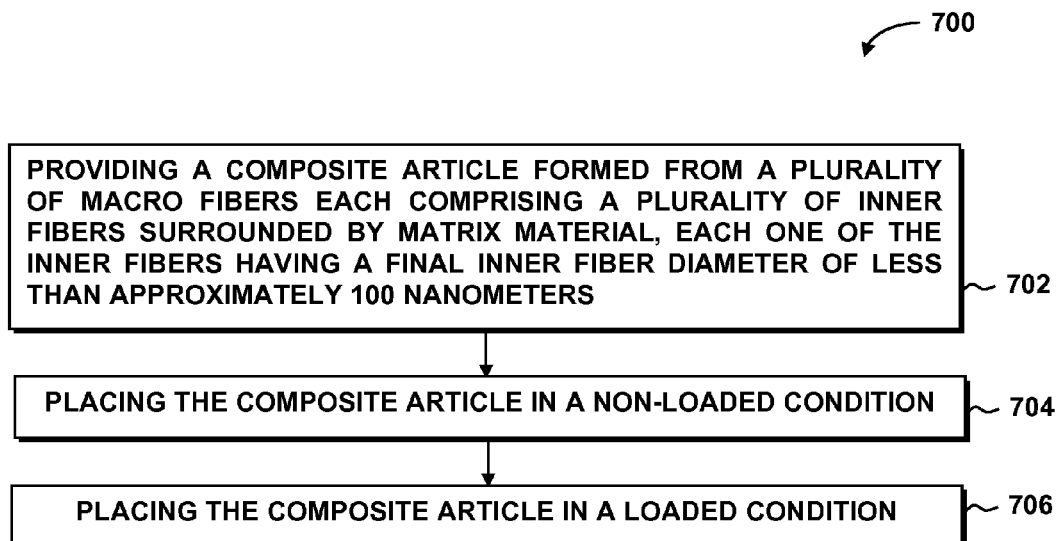 700
PROVIDING A COMPOSITE ARTICLE FORMED FROM A PLURALITY
OF MACRO FIBERS EACH COMPRISING A PLURALITY OF INNER
FIBERS SURROUNDED BY MATRIX MATERIAL, EACH ONE OF THE
INNER FIBERS HAVING A FINAL INNER FIBER DIAMETER OF LESS
THAN APPROXIMATELY 100 NANOMETERS
702
PLACING THE COMPOSITE ARTICLE IN A NON-LOADED CONDITION
704
PLACING THE COMPOSITE ARTICLE IN A LOADED CONDITION
706